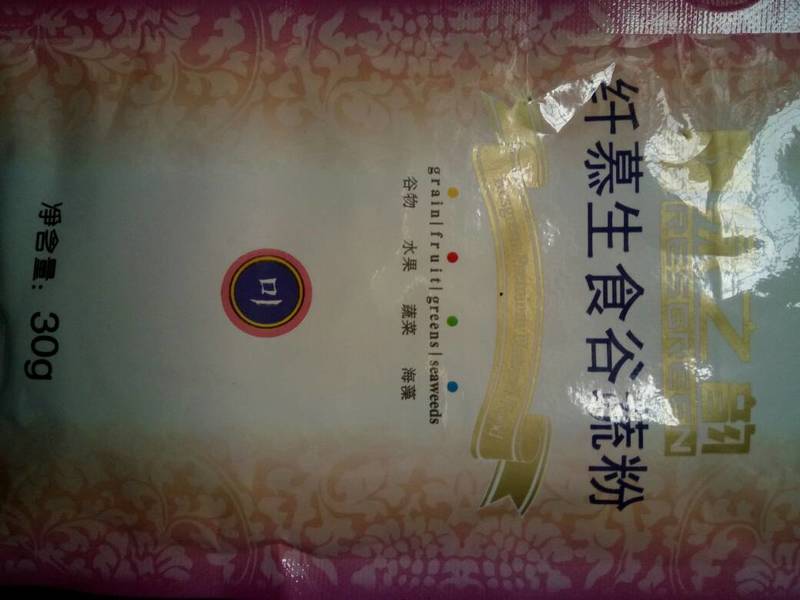 纤慕生食谷蔬粉
grain|fruit|greens|seaweeds
谷物 水果 蔬菜 海藻
미
净含量: 30g